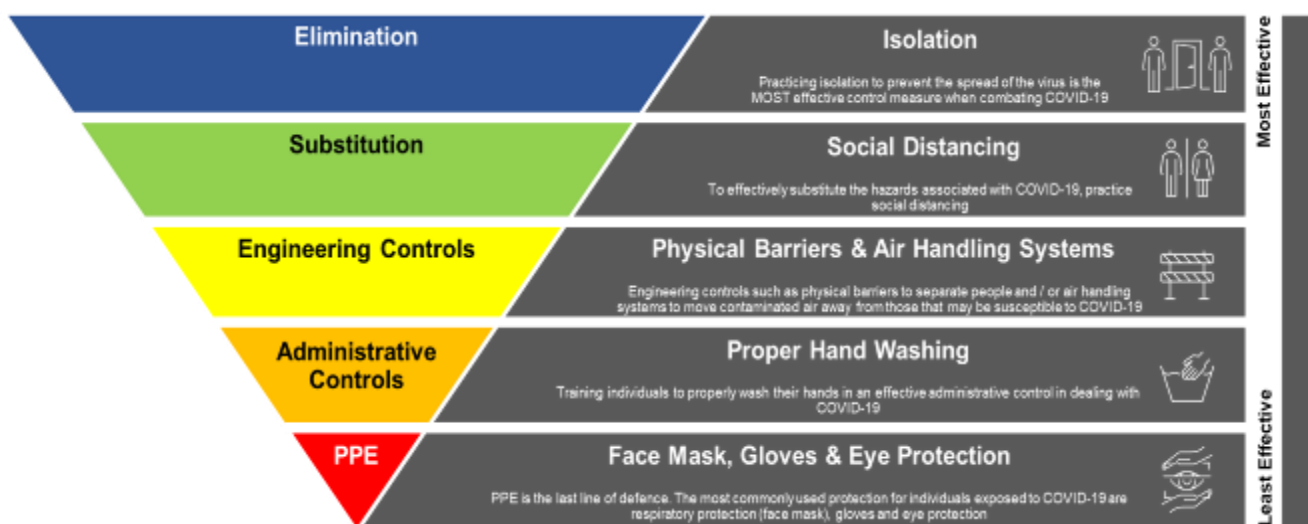 Elimination
Isolation
Practicing isolation to prevent the spread of the virus is the
MOST effective control measure when combating COVID-19
Most Effective
Substitution
Social Distancing
To effectively substitute the hazards associated with COVID-19, practice
social distancing
Engineering Controls
Physical Barriers & Air Handling Systems
Engineering controls such as physical barriers to separate people and / or air handling
systems to move contaminated air away from those that may be susceptible to COVID-19
Administrative
Controls
Proper Hand Washing
Training individuals to properly wash their hands in an effective administrative control in dealing with
COVID-19
PPE
Face Mask, Gloves & Eye Protection
PPE is the last line of defence. The most commonly used protection for individuals exposed to COVID-19 are
respiratory protection (face mask), gloves and eye protection
Least Effective